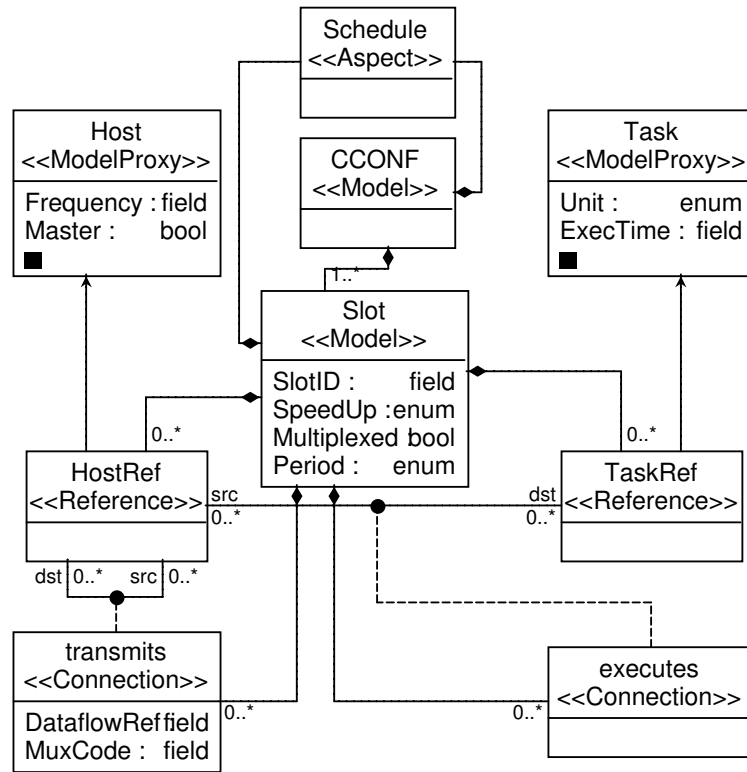 Schedule
<<Aspect>>
Host
<<ModelProxy>>
Frequency : field
Master : bool
CCONF
<<Model>>
Task
<<ModelProxy>>
Unit : enum
ExecTime : field
1..*
Slot
<<Model>>
SlotID : field
SpeedUp : enum
Multiplexed bool
Period : enum
0..*
0..*
HostRef
<<Reference>>
src
0..*
dst
0..*
TaskRef
<<Reference>>
dst 0..* src 0..*
transmits
<<Connection>>
DataflowRef field
MuxCode : field
0..*
executes
<<Connection>>
0..*